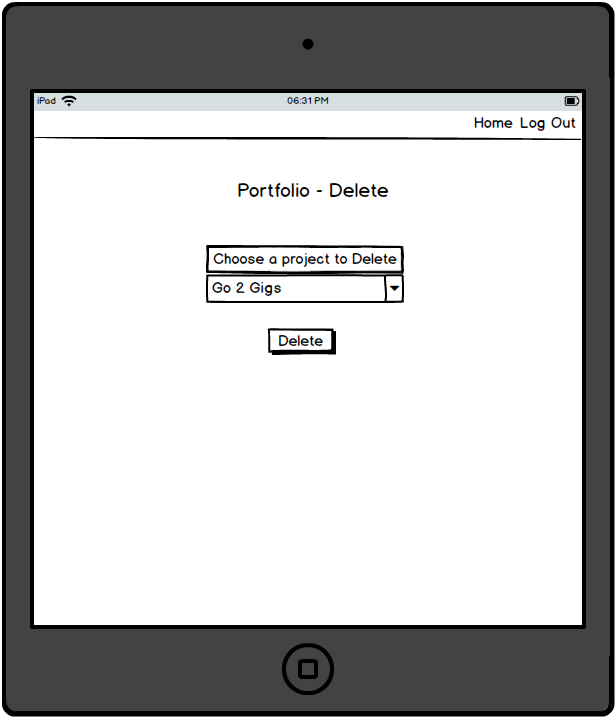 iPad 06:31 PM
Home Log Out
Portfolio - Delete
Choose a project to Delete
Go 2 Gigs
Delete